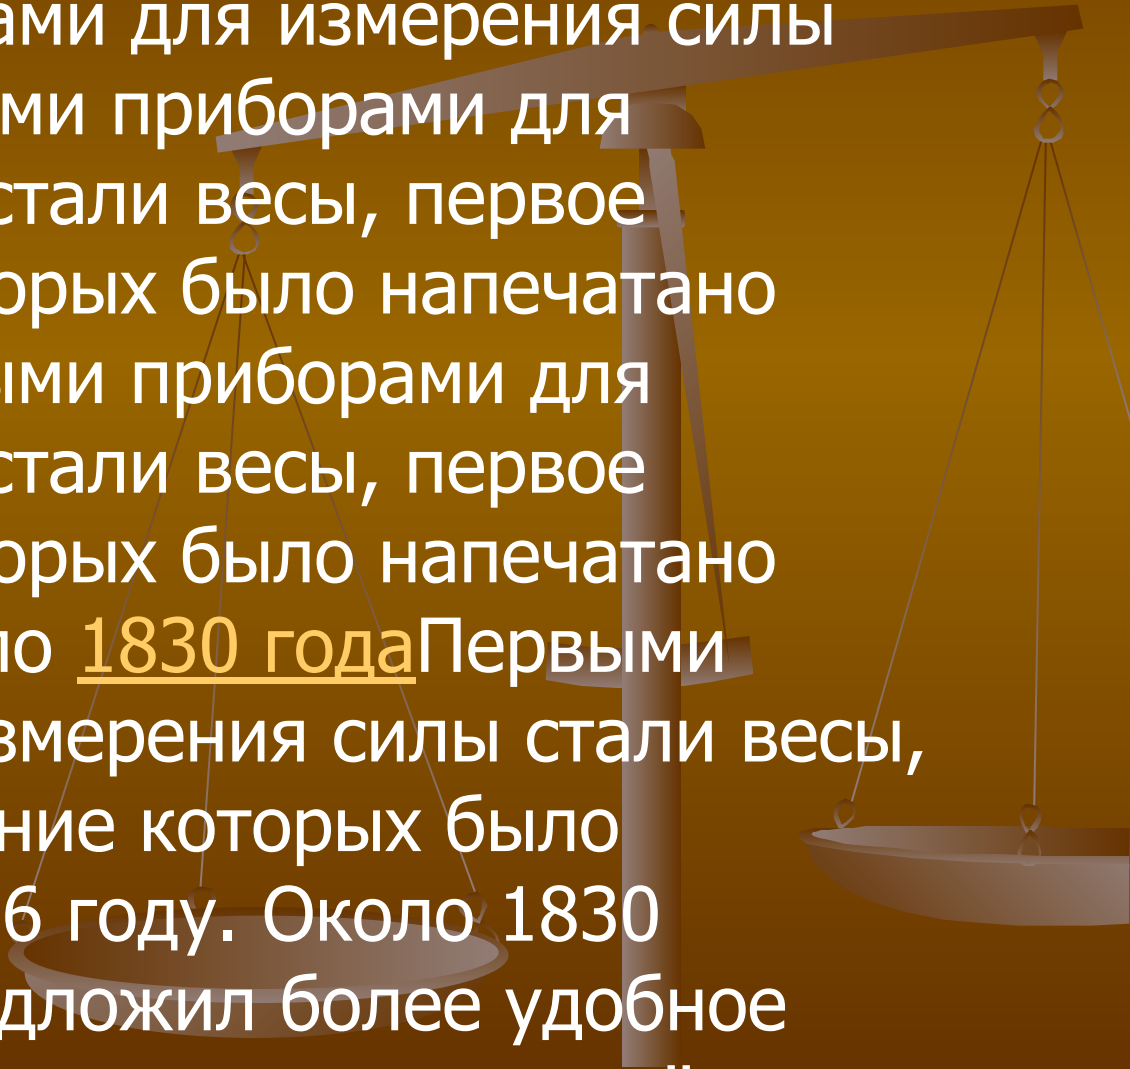 ами для измерения силы
ми приборами для
стали весы, первое
орых было напечатано
ыми приборами для
стали весы, первое
орых было напечатано
ло 1830 годаПервыми
змерения силы стали весы,
ние которых было
6 году. Около 1830
дложил более удобное